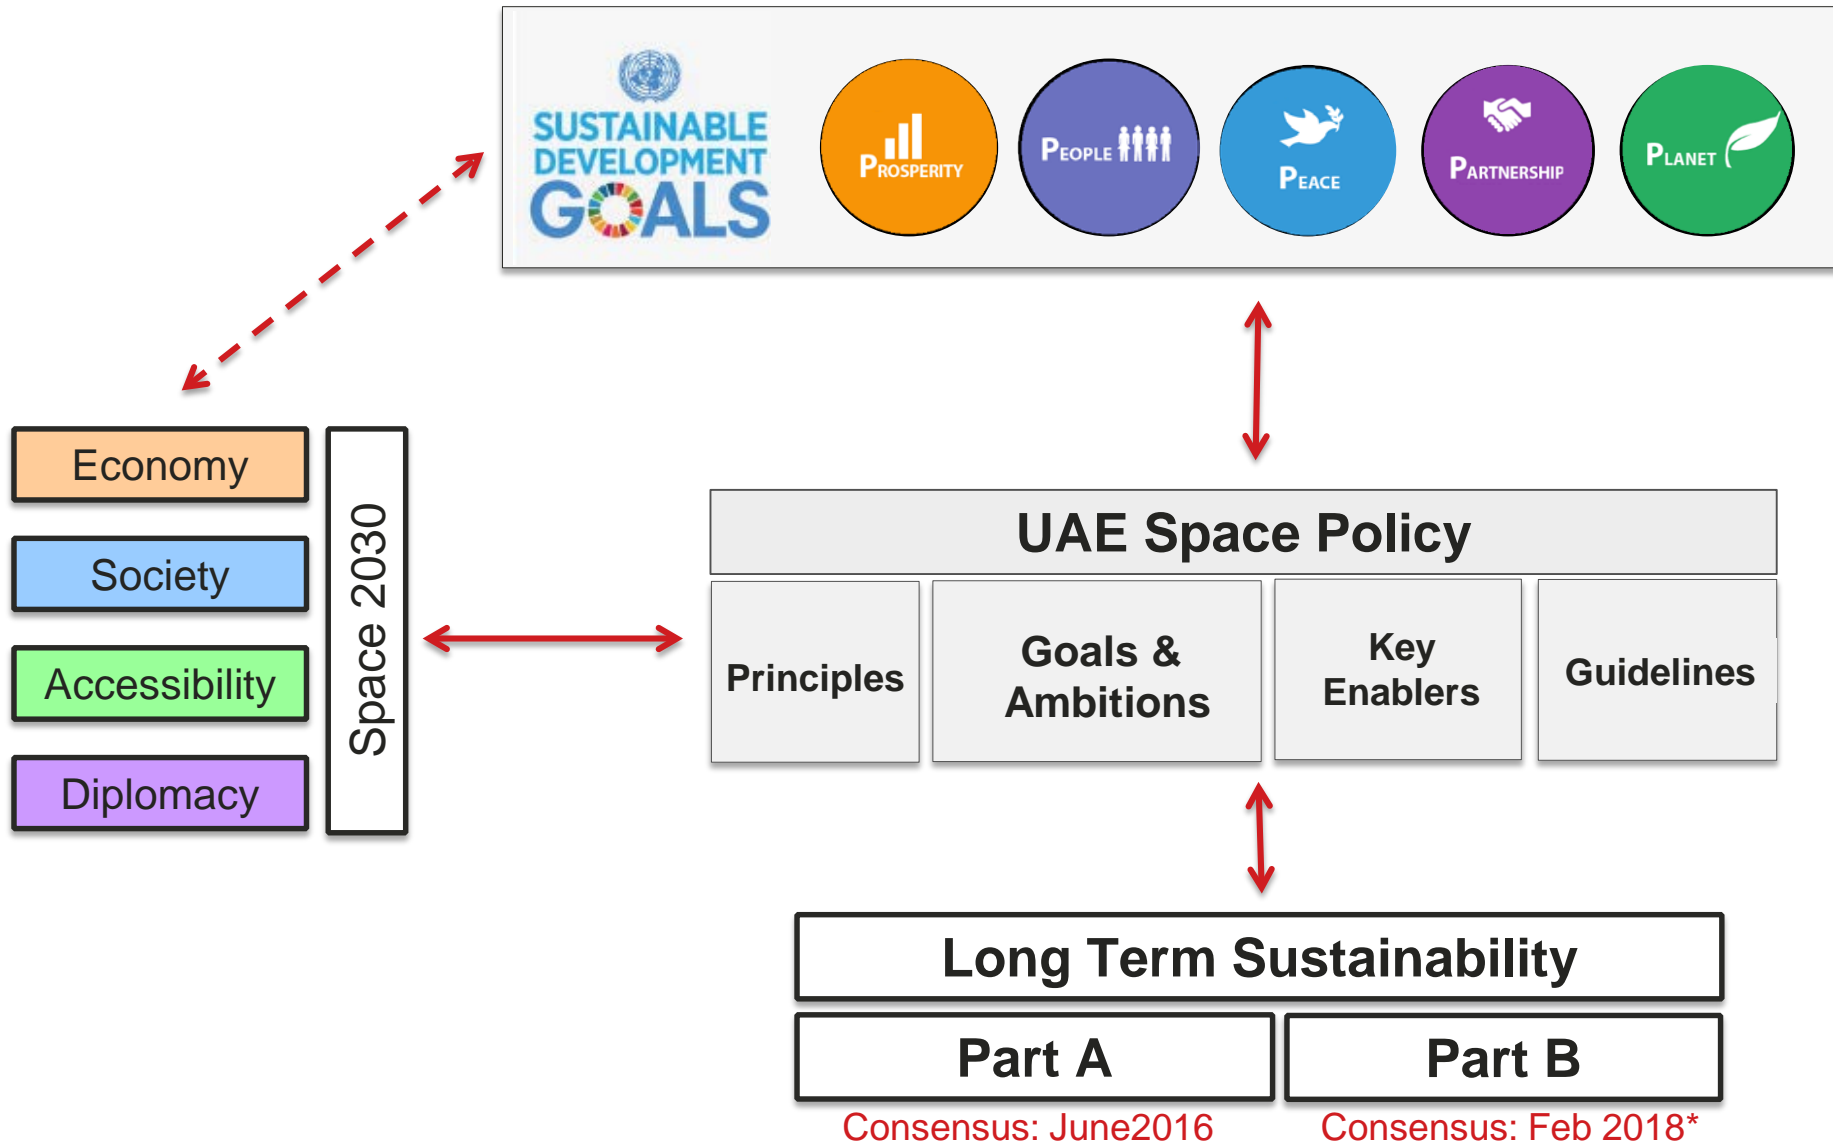 SUSTAINABLE
DEVELOPMENT
GOALS
PROSPERITY
PEOPLE
PEACE
PARTNERSHIP
PLANET
Economy
Society
Accessibility
Diplomacy
Space 2030
UAE Space Policy
Principles
Goals &
Ambitions
Key
Enablers
Guidelines
Long Term Sustainability
Part A
Part B
Consensus: June2016
Consensus: Feb 2018*